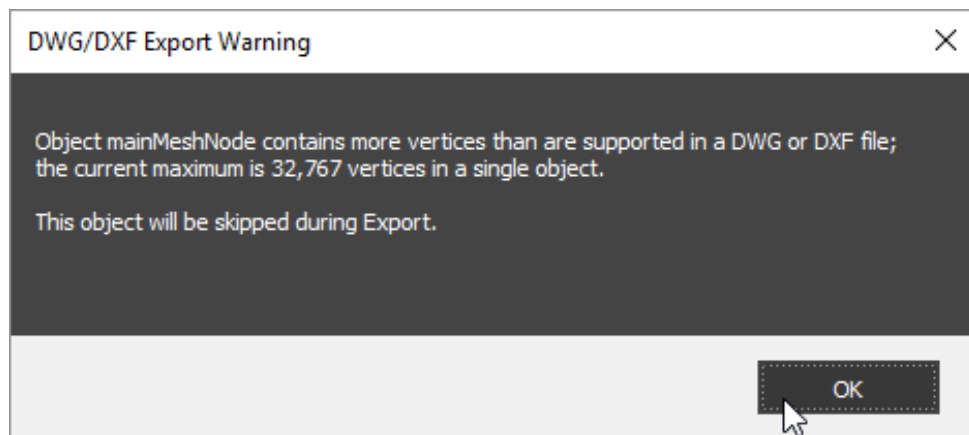 DWG/DXF Export Warning
Object mainMeshNode contains more vertices than are supported in a DWG or DXF file;
the current maximum is 32,767 vertices in a single object.
This object will be skipped during Export.
OK